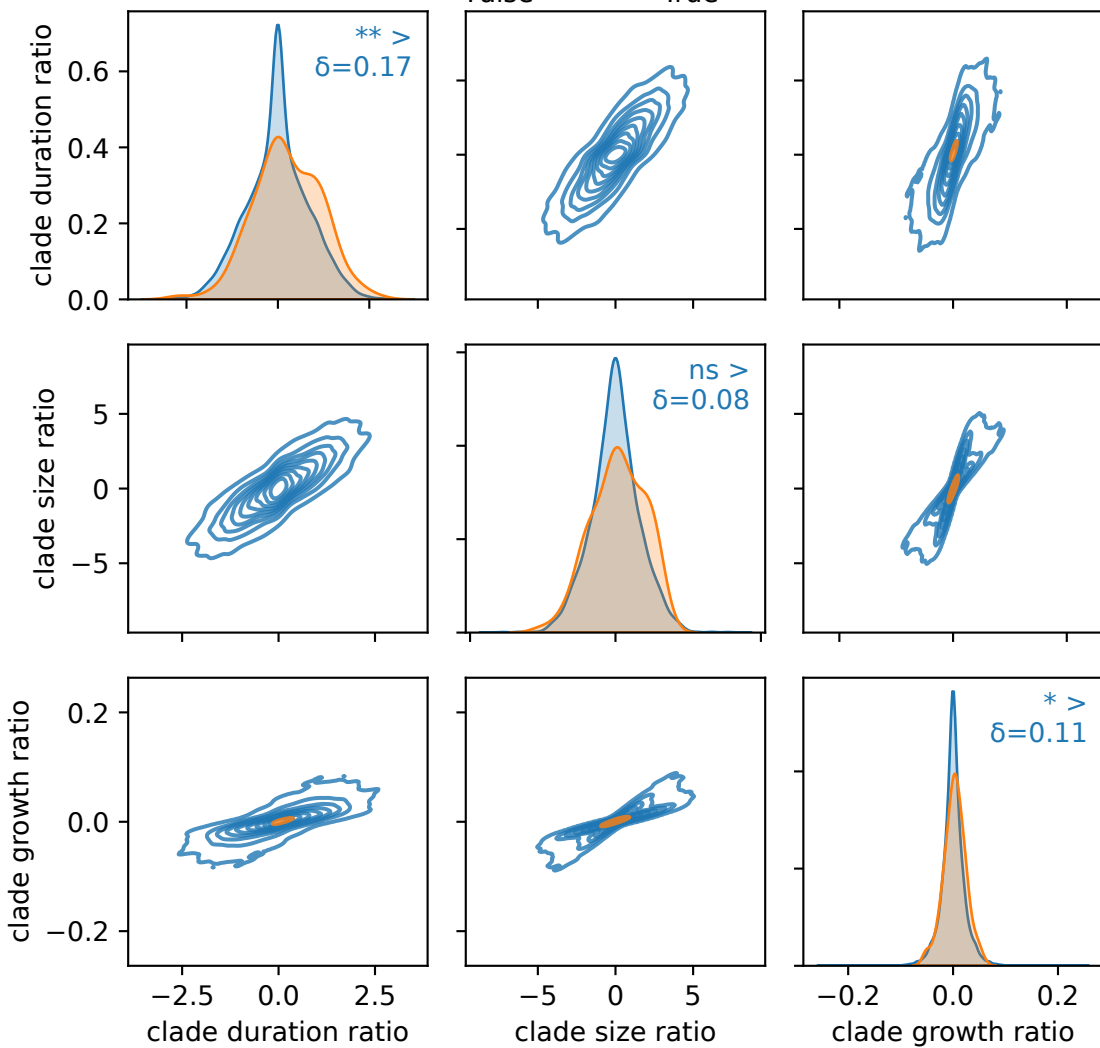 clade duration ratio
0.6
0.4
0.2
0.0
** >
δ=0.17
clade size ratio
5
0
−5
ns >
δ=0.08
clade growth ratio
0.2
0.0
−0.2
* >
δ=0.11
−2.5 0.0 2.5
−5 0 5
−0.2 0.0 0.2
clade duration ratio
clade size ratio
clade growth ratio